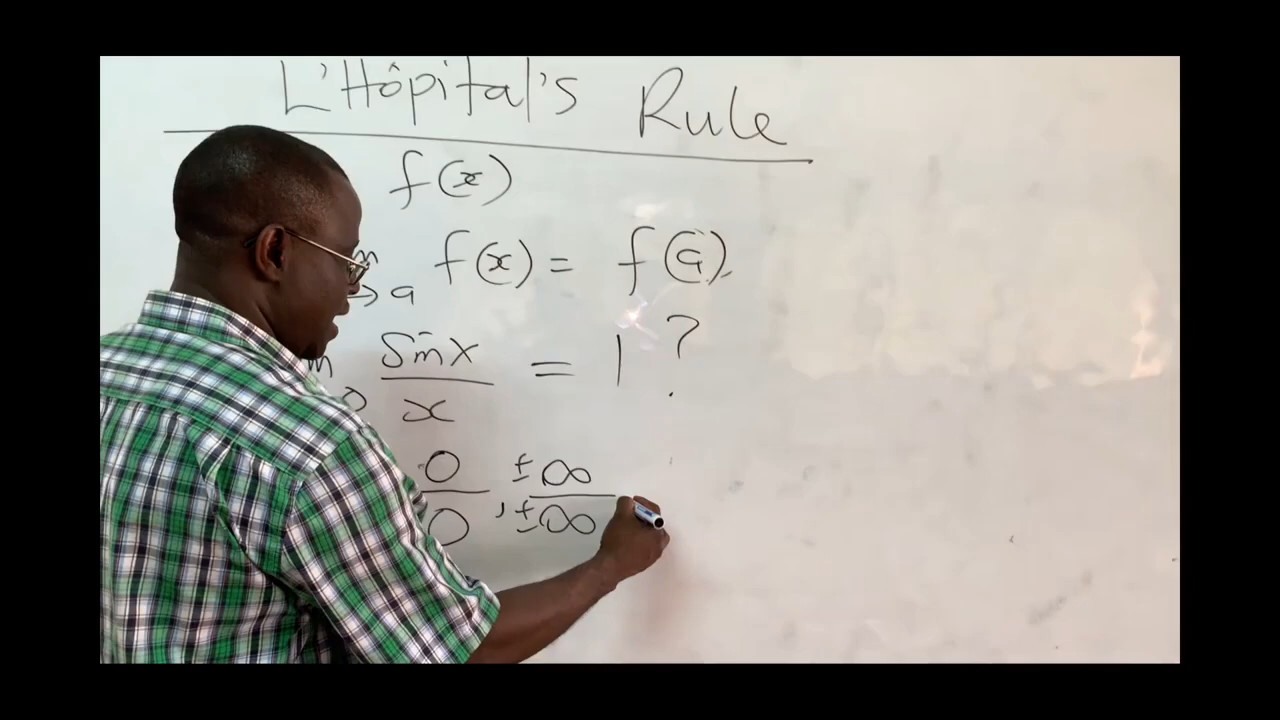 L'Hôpital's Rule
f(x)
m → a f(x) = f(a).
m sin x / x = 1 ?
0/0 , ±∞/±∞